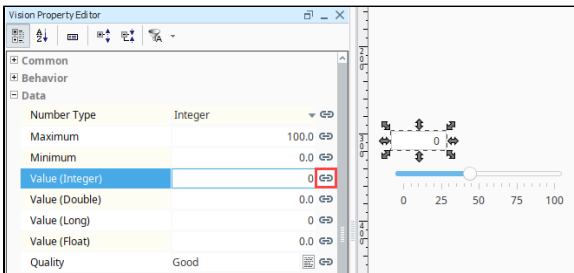 Vision Property Editor
Common
Behavior
Data
Number Type Integer
Maximum 100.0
Minimum 0.0
Value (Integer) 0
Value (Double) 0.0
Value (Long) 0
Value (Float) 0.0
Quality Good
0
0 25 50 75 100